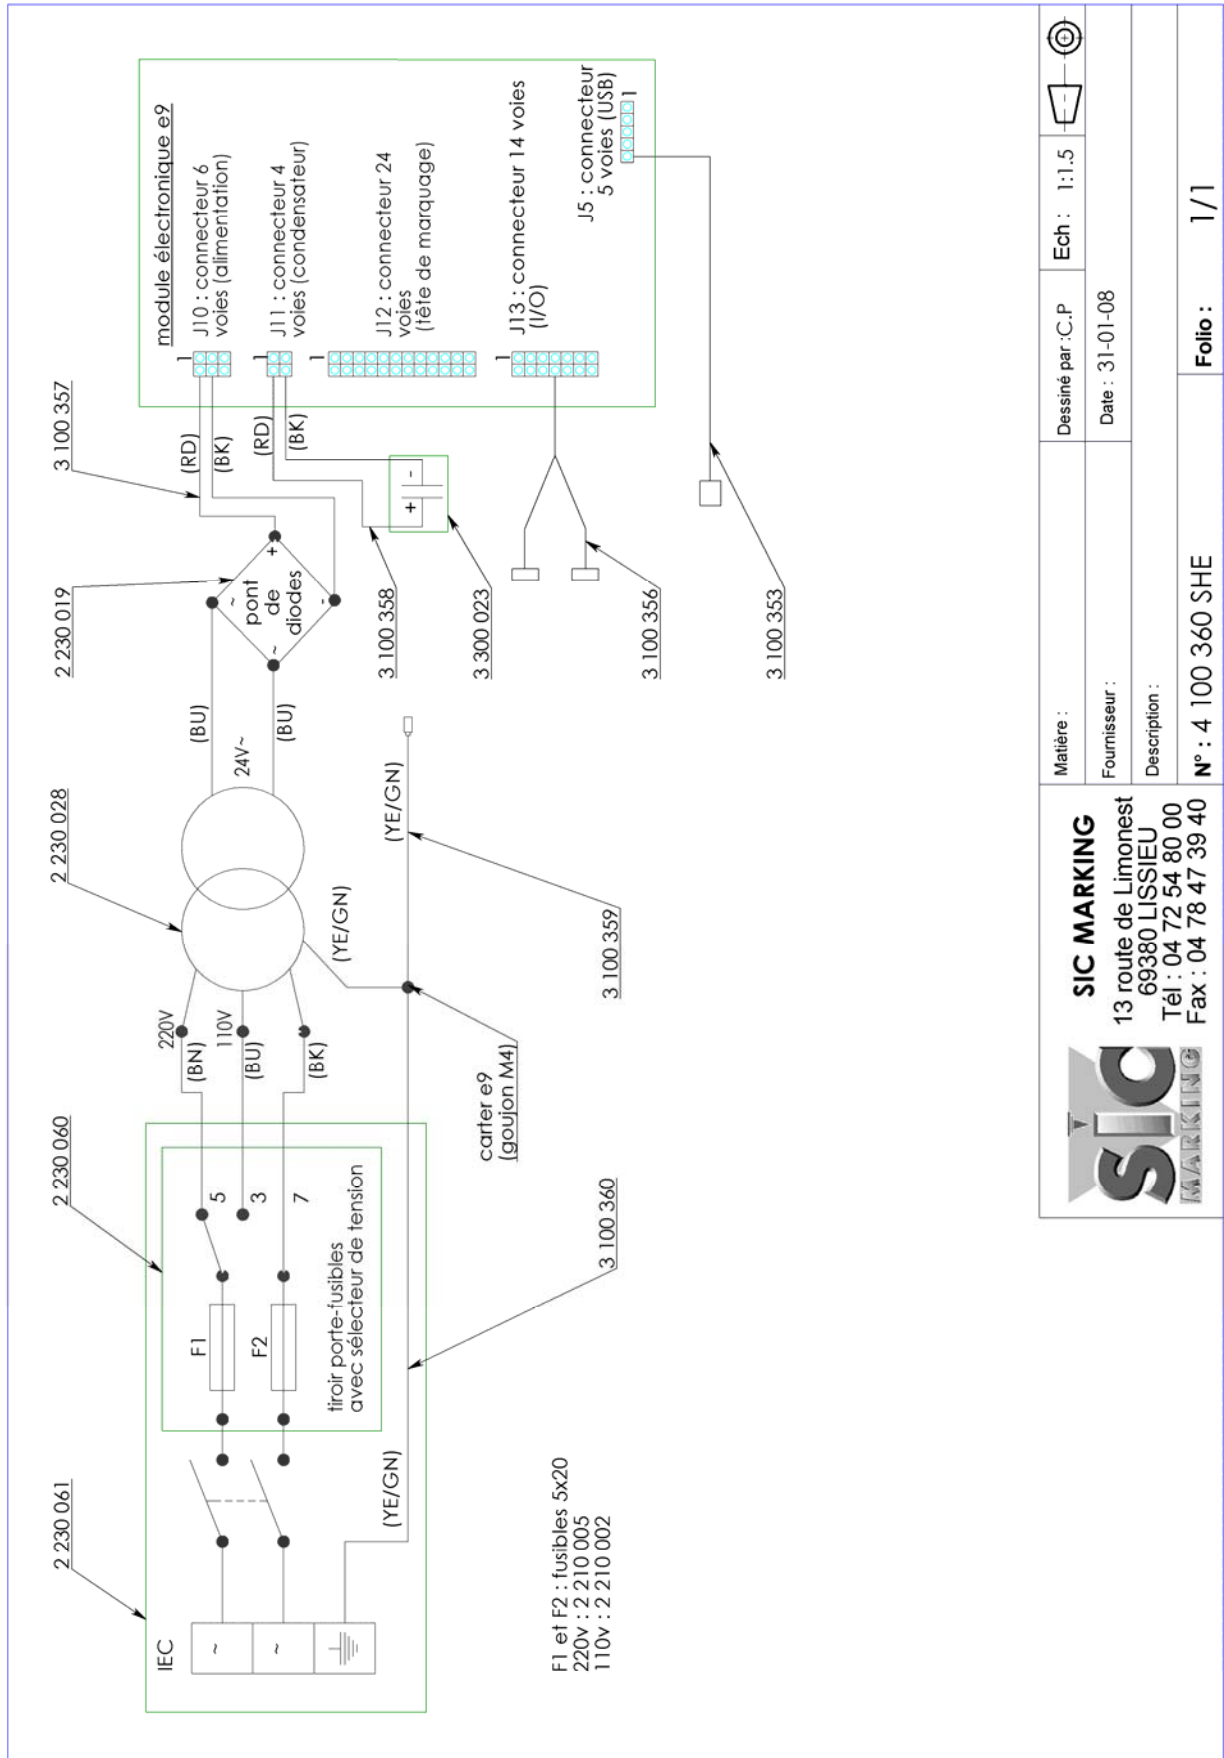 2 230 061
2 230 060
2 230 028
2 230 019
3 100 357
IEC
~
~
F1
F2
5
3
7
tiroir porte-fusibles
avec sélecteur de tension
(YE/GN)
220V
(BN)
110V
(BU)
(BK)
(YE/GN)
24V~
(BU)
(BU)
pont
de
diodes
~
~
+
-
(RD)
(BK)
(RD)
(BK)
+
-
module électronique e9
1
J10 : connecteur 6
voies (alimentation)
1
J11 : connecteur 4
voies (condensateur)
1
J12 : connecteur 24
voies
(tête de marquage)
1
J13 : connecteur 14 voies
(I/O)
J5 : connecteur
5 voies (USB)
1
(YE/GN)
carter e9
(goujon M4)
3 100 360
3 100 359
3 100 358
3 300 023
3 100 356
3 100 353
F1 et F2 : fusibles 5x20
220v : 2 210 005
110v : 2 210 002
SIC
MARKING
SIC MARKING
13 route de Limonest
69380 LISSIEU
Tél : 04 72 54 80 00
Fax : 04 78 47 39 40
Matière :
Dessiné par :C.P
Ech : 1:1.5
Fournisseur :
Date : 31-01-08
Description :
N° : 4 100 360 SHE
Folio : 1/1